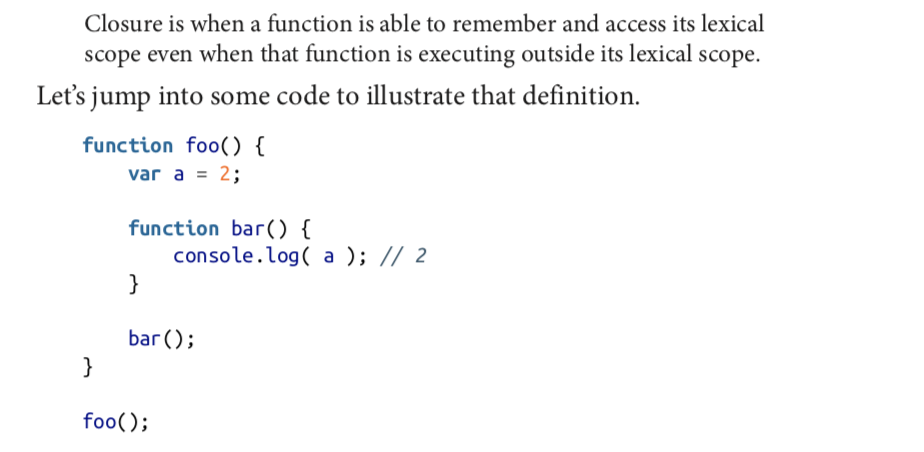 Closure is when a function is able to remember and access its lexical
scope even when that function is executing outside its lexical scope.
Let’s jump into some code to illustrate that definition.
function foo() {
    var a = 2;
    function bar() {
        console.log( a ); // 2
    }
    bar();
}
foo();